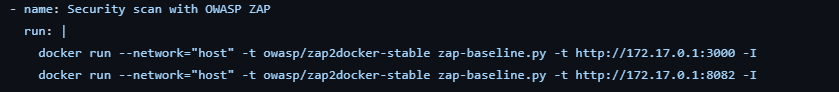 - name: Security scan with OWASP ZAP
run: |
docker run --network="host" -t owasp/zap2docker-stable zap-baseline.py -t http://172.17.0.1:3000 -I
docker run --network="host" -t owasp/zap2docker-stable zap-baseline.py -t http://172.17.0.1:8082 -I